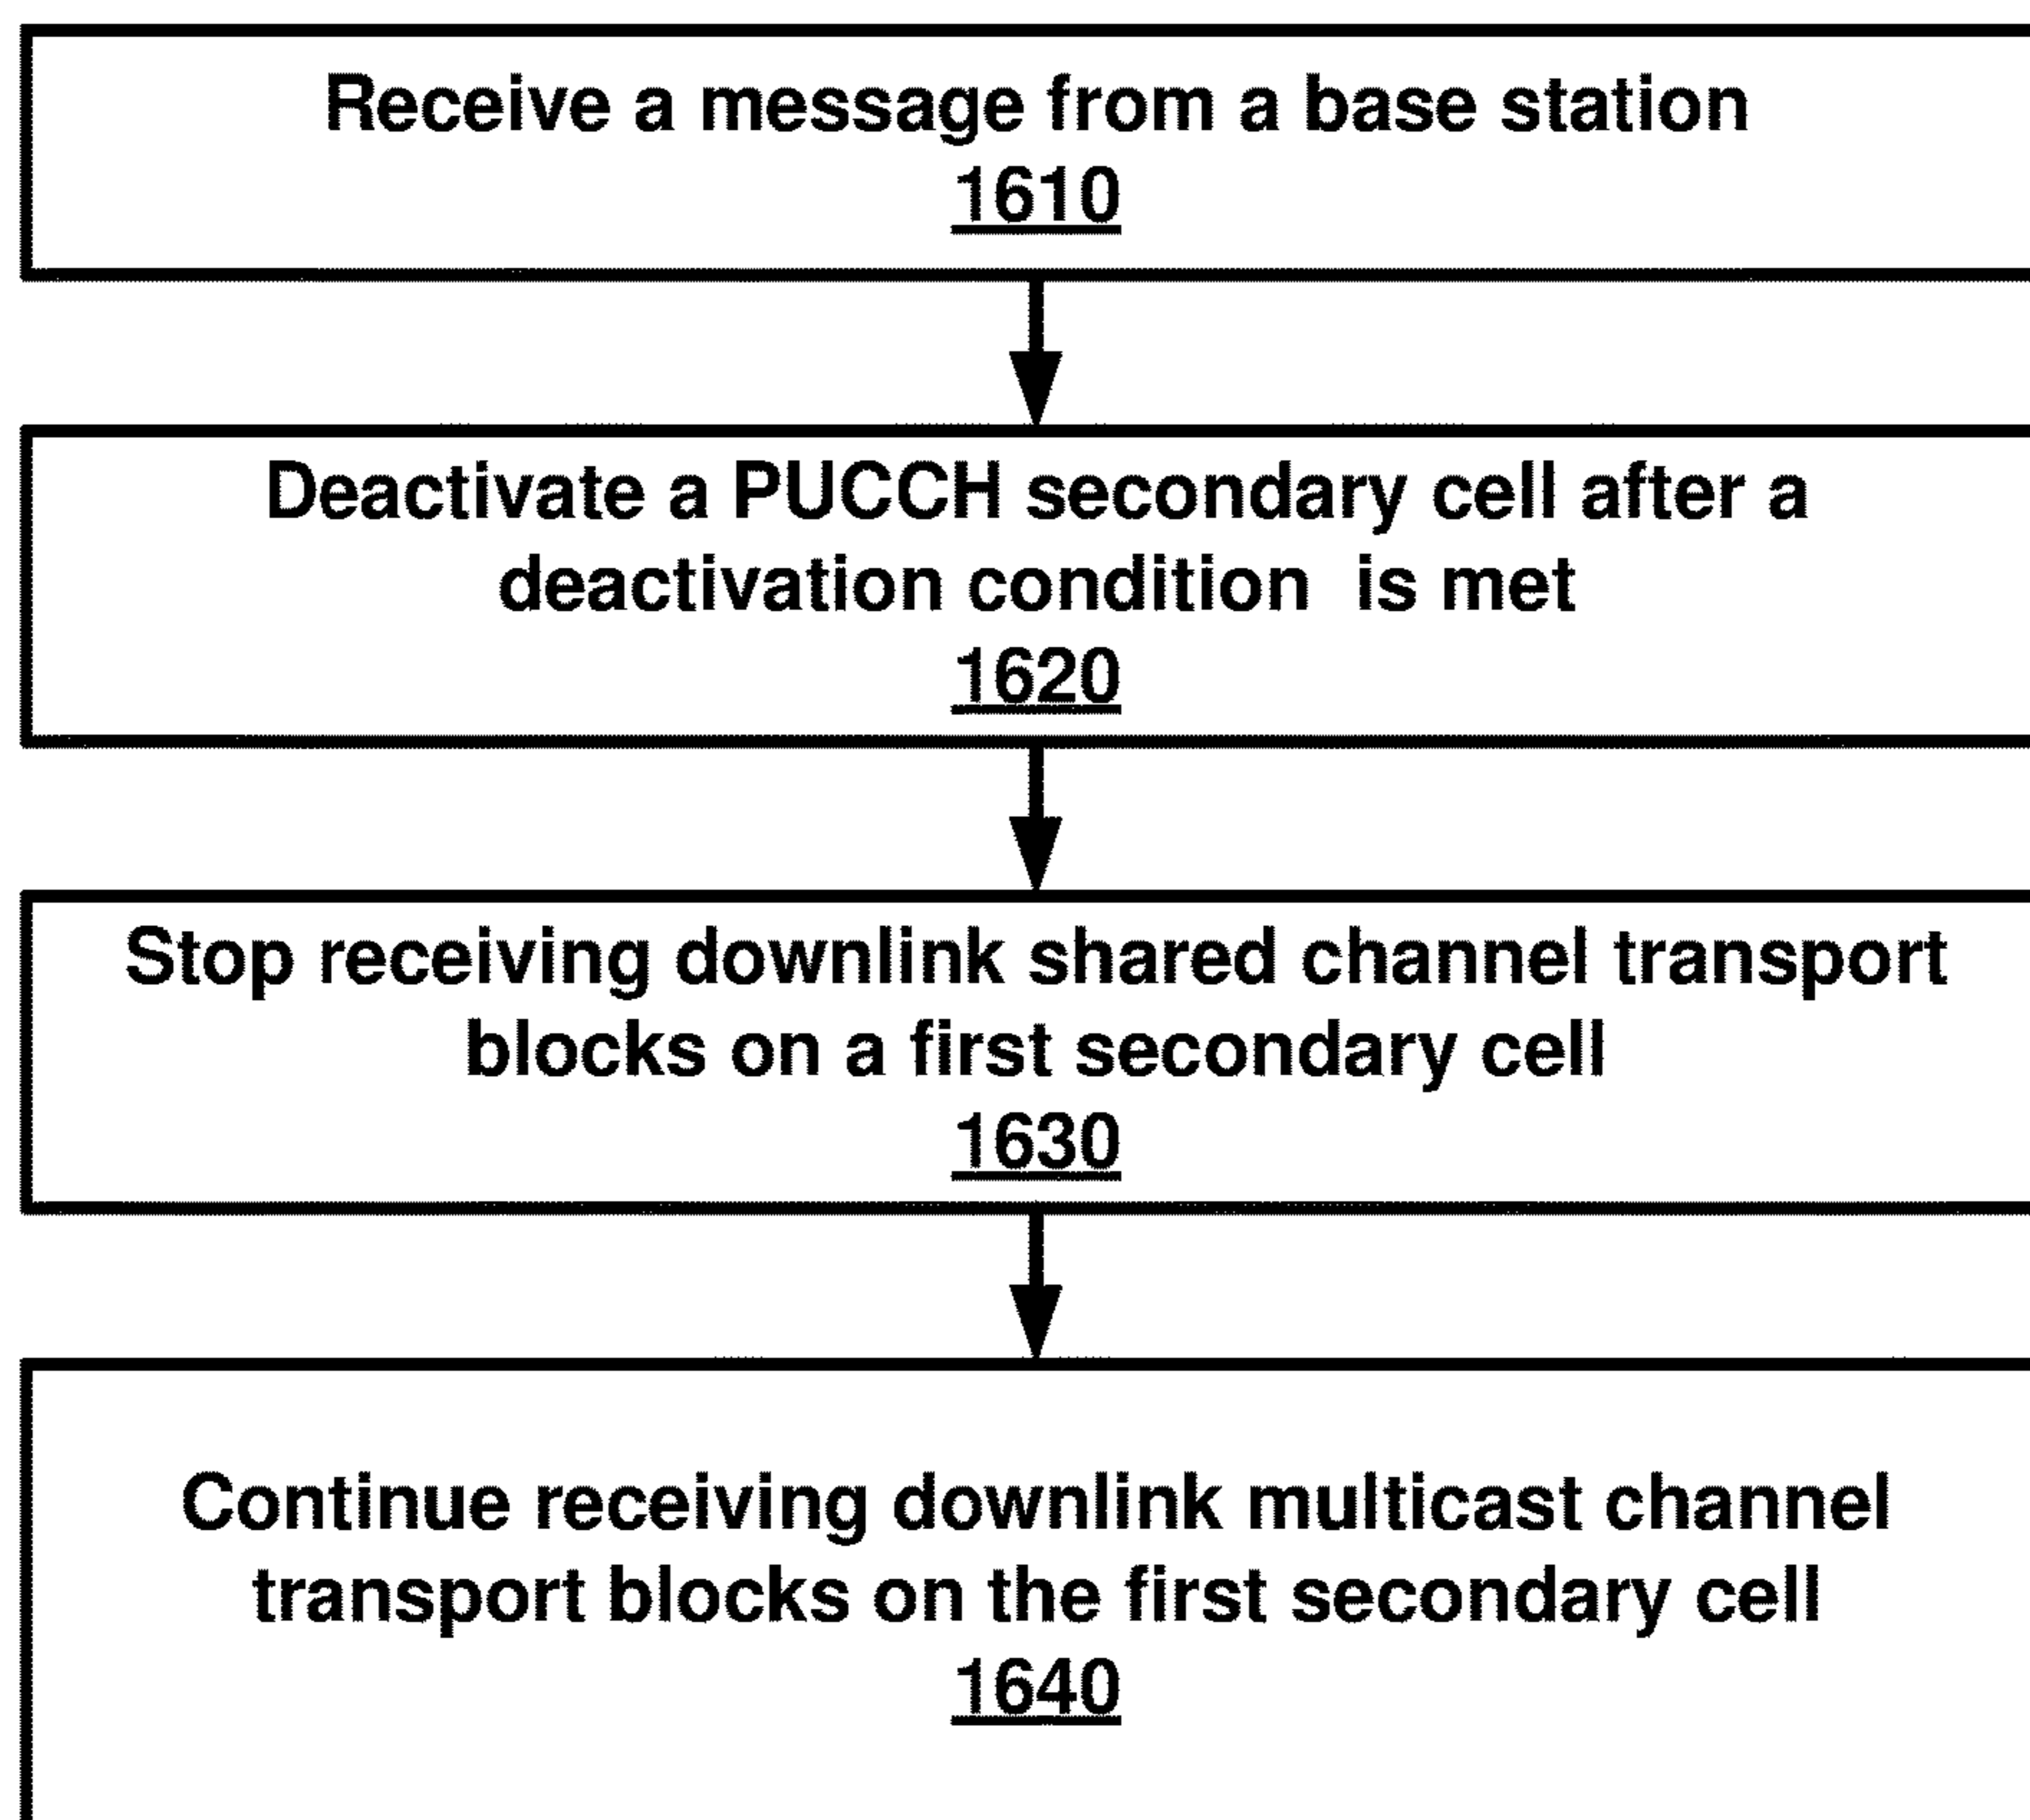 Receive a message from a base station
1610
Deactivate a PUCCH secondary cell after a
deactivation condition  is met
1620
Stop receiving downlink shared channel transport
blocks on a first secondary cell
1630
Continue receiving downlink multicast channel
transport blocks on the first secondary cell
1640